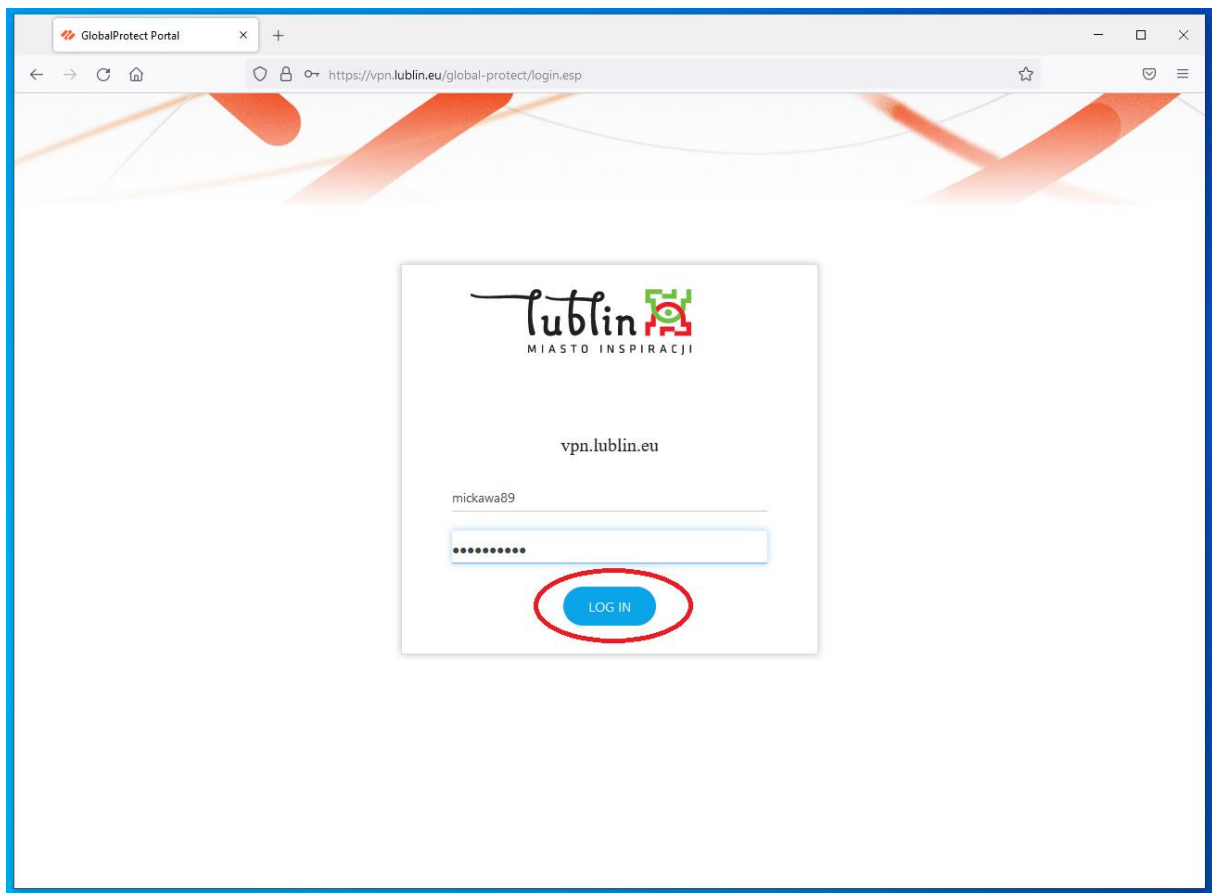 GlobalProtect Portal
https://vpn.lublin.eu/global-protect/login.esp
lublin
MIASTO INSPIRACJI
vpn.lublin.eu
mickawa89
••••••••••
LOG IN